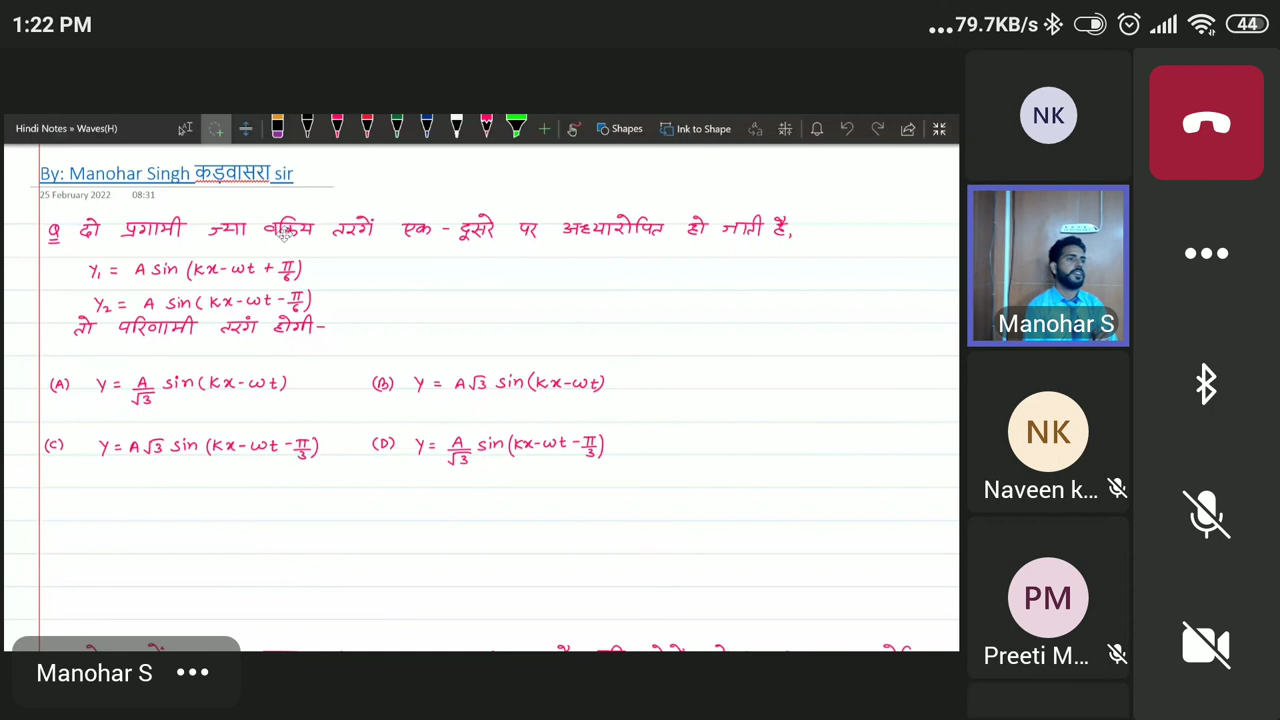 1:22 PM
...79.7KB/s 44
Hindi Notes » Waves(H)
Shapes
Ink to Shape
By: Manohar Singh कड़वासरा sir
25 February 2022 08:31
Q दो प्रगामी ज्या वक्रिय तरगें एक - दूसरे पर अध्यारोपित हो जाती है,
Y₁ = A sin (Kx-ωt + π/6)
Y₂ = A sin( Kx-ωt - π/6)
तो परिणामी तरंग होगी-
(A) Y = A/√3 sin(Kx-ωt) (B) Y = A√3 sin(Kx-ωt)
(C) Y = A√3 sin (Kx-ωt - π/3) (D) Y = A/√3 sin(Kx-ωt - π/3)
NK
Manohar S
NK
Naveen k...
PM
Preeti M...
Manohar S ...